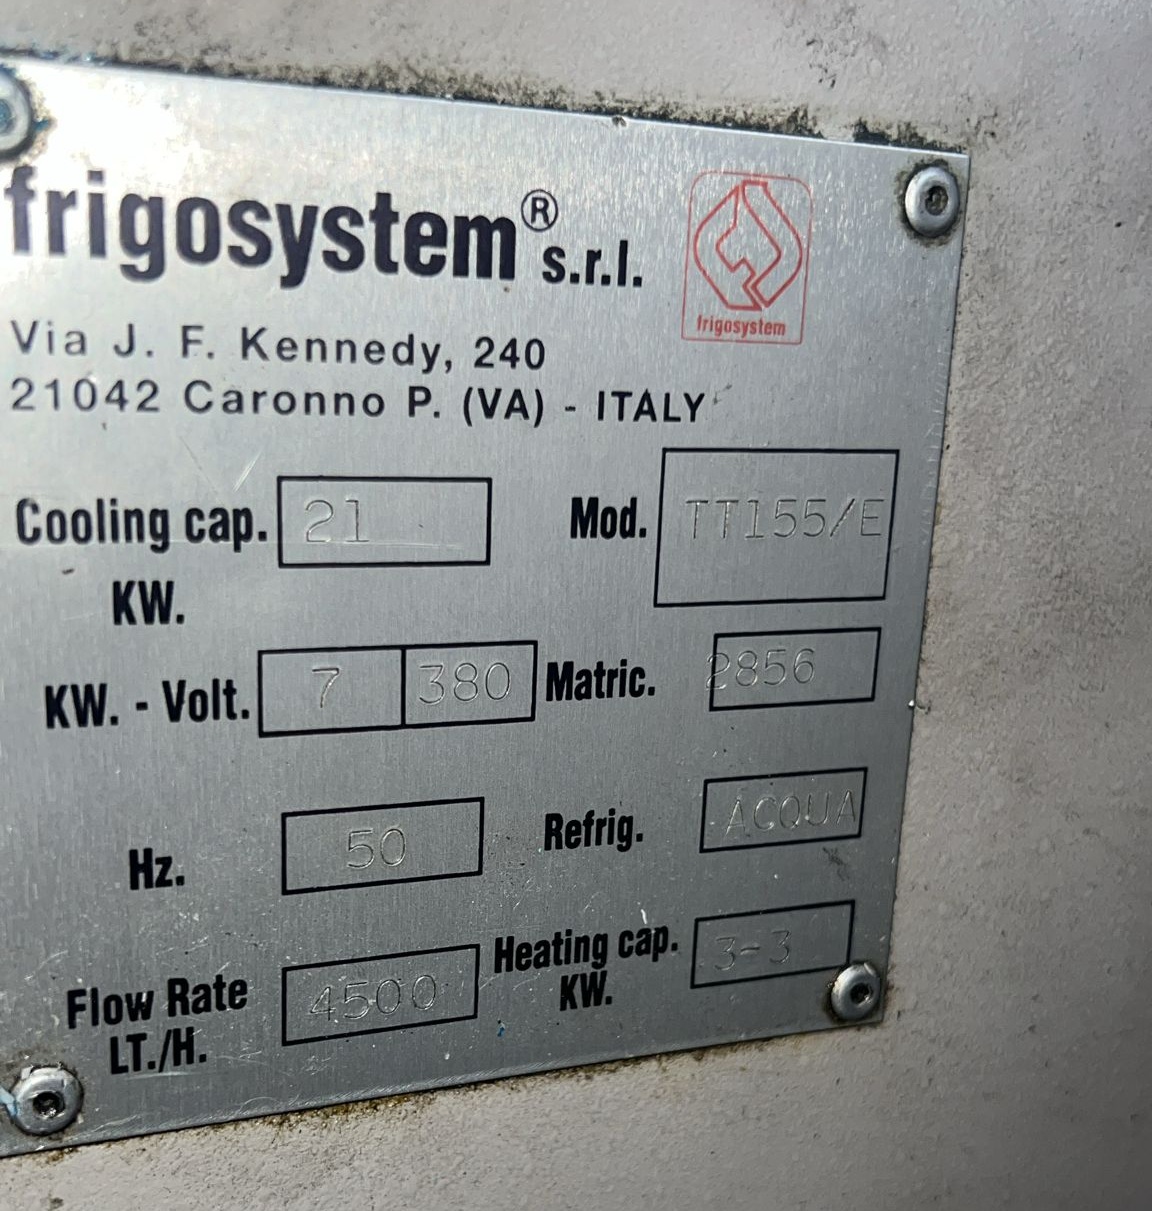 frigosystem® s.r.l.
frigosystem
Via J. F. Kennedy, 240
21042 Caronno P. (VA) - ITALY
Cooling cap. 21 Mod. TT155/E
KW.
KW. - Volt. 7 380 Matric. 2856
Hz. 50 Refrig. ACQUA
Flow Rate 4500 Heating cap. 3-3
LT./H. KW.